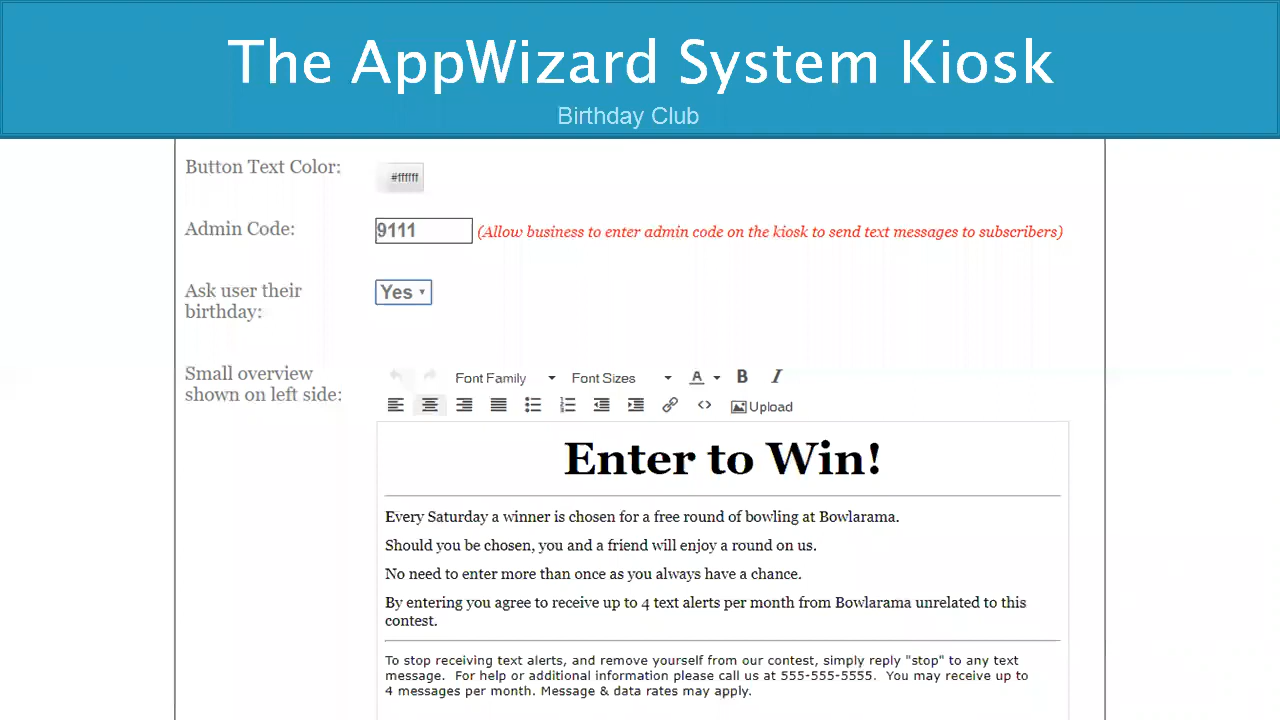 The AppWizard System Kiosk
Birthday Club
Button Text Color:
#ffffff
Admin Code:
9111
(Allow business to enter admin code on the kiosk to send text messages to subscribers)
Ask user their
birthday:
Yes
Small overview
shown on left side:
Font Family
Font Sizes
A
B
I
Upload
Enter to Win!
Every Saturday a winner is chosen for a free round of bowling at Bowlarama.
Should you be chosen, you and a friend will enjoy a round on us.
No need to enter more than once as you always have a chance.
By entering you agree to receive up to 4 text alerts per month from Bowlarama unrelated to this
contest.
To stop receiving text alerts, and remove yourself from our contest, simply reply "stop" to any text
message.  For help or additional information please call us at 555-555-5555.  You may receive up to
4 messages per month. Message & data rates may apply.